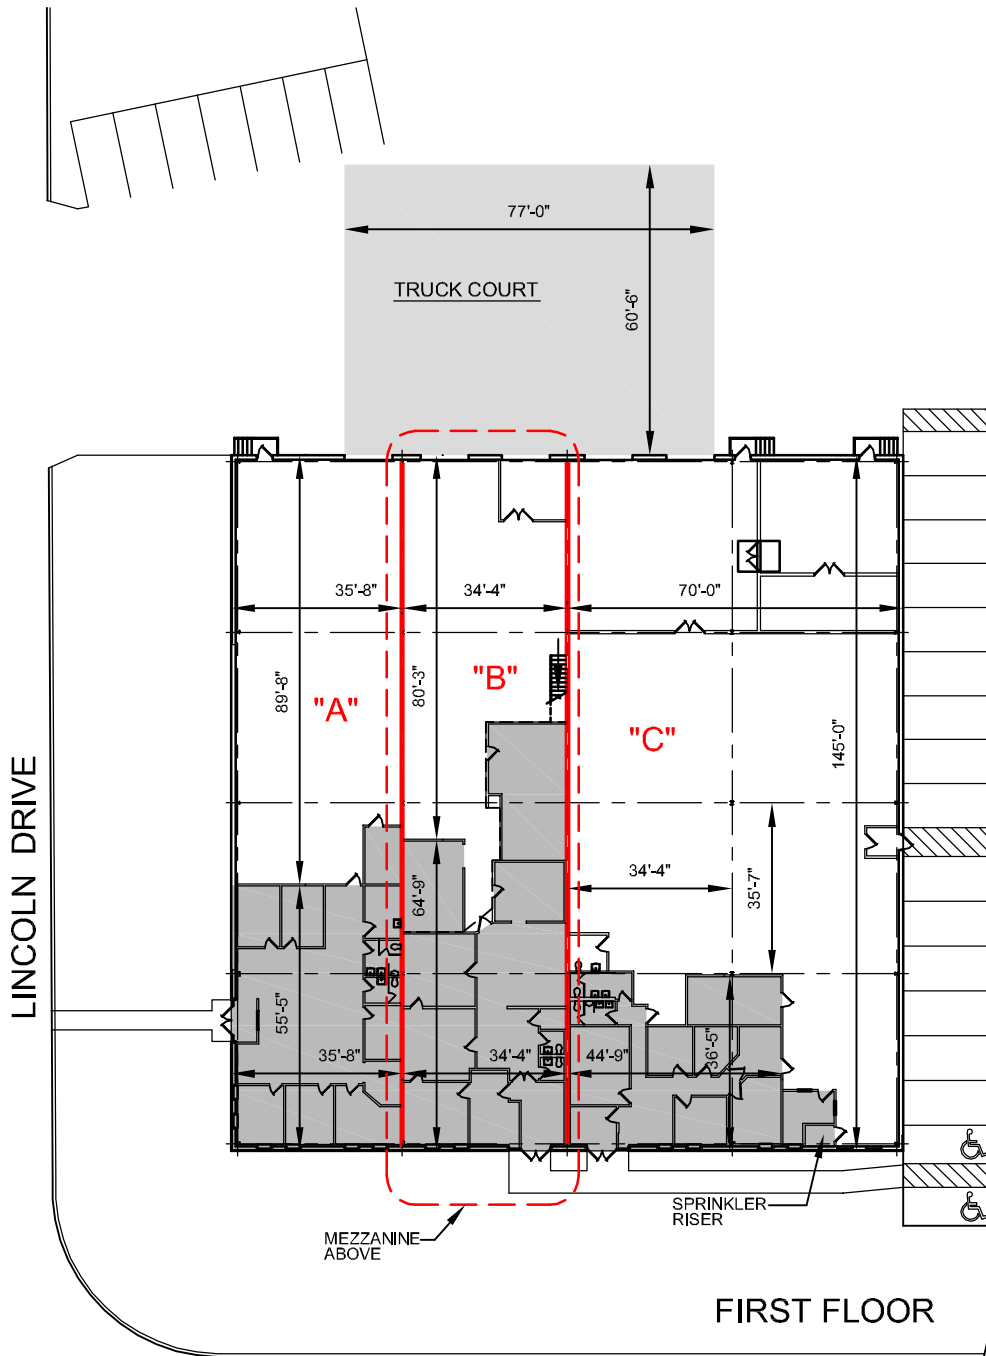 77'-0"
TRUCK COURT
60'-6"
35'-8"
34'-4"
70'-0"
89'-8"
"A"
80'-3"
"B"
"C"
145'-0"
LINCOLN DRIVE
64'-9"
34'-4"
35'-7"
55'-5"
35'-8"
34'-4"
44'-9"
36'-5"
MEZZANINE
ABOVE
SPRINKLER
RISER
FIRST FLOOR